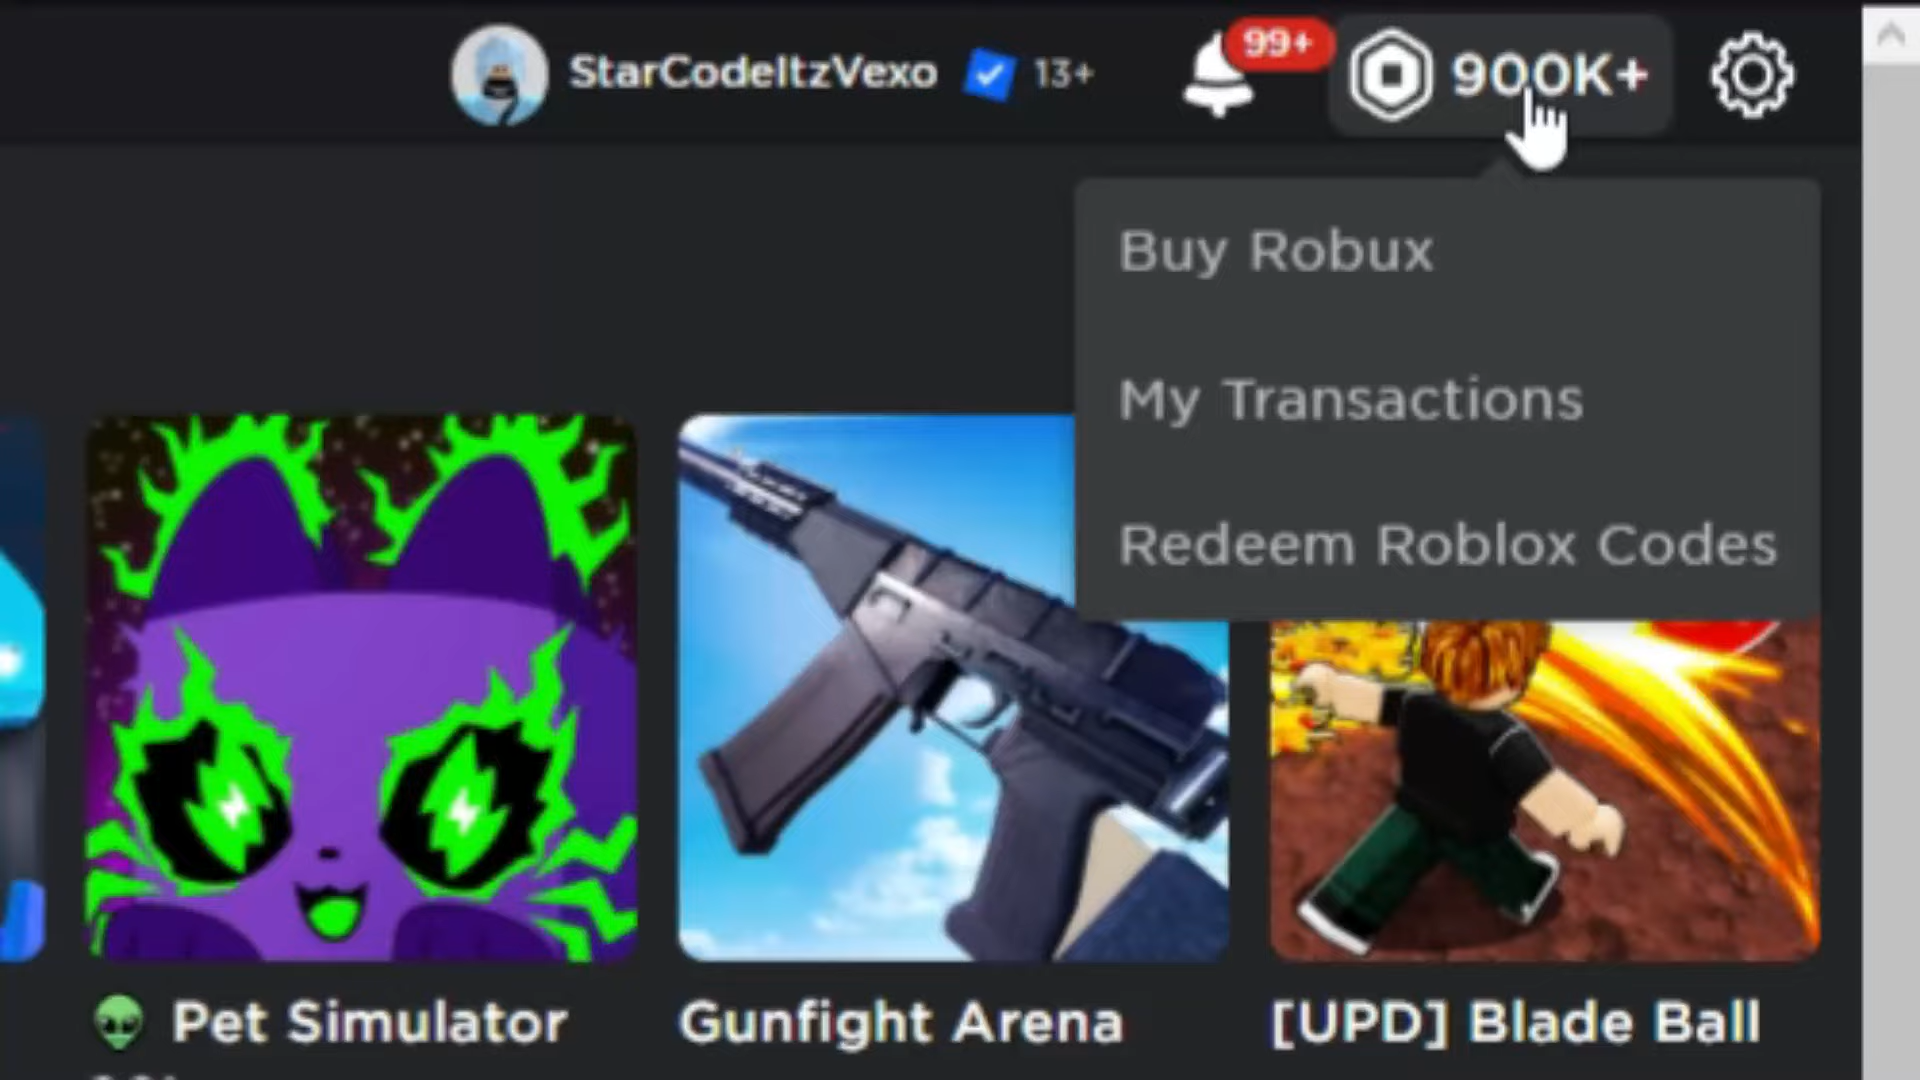 StarCodeItzVexo 13+ 99+ 900K+
Buy Robux
My Transactions
Redeem Roblox Codes
Pet Simulator
Gunfight Arena
[UPD] Blade Ball